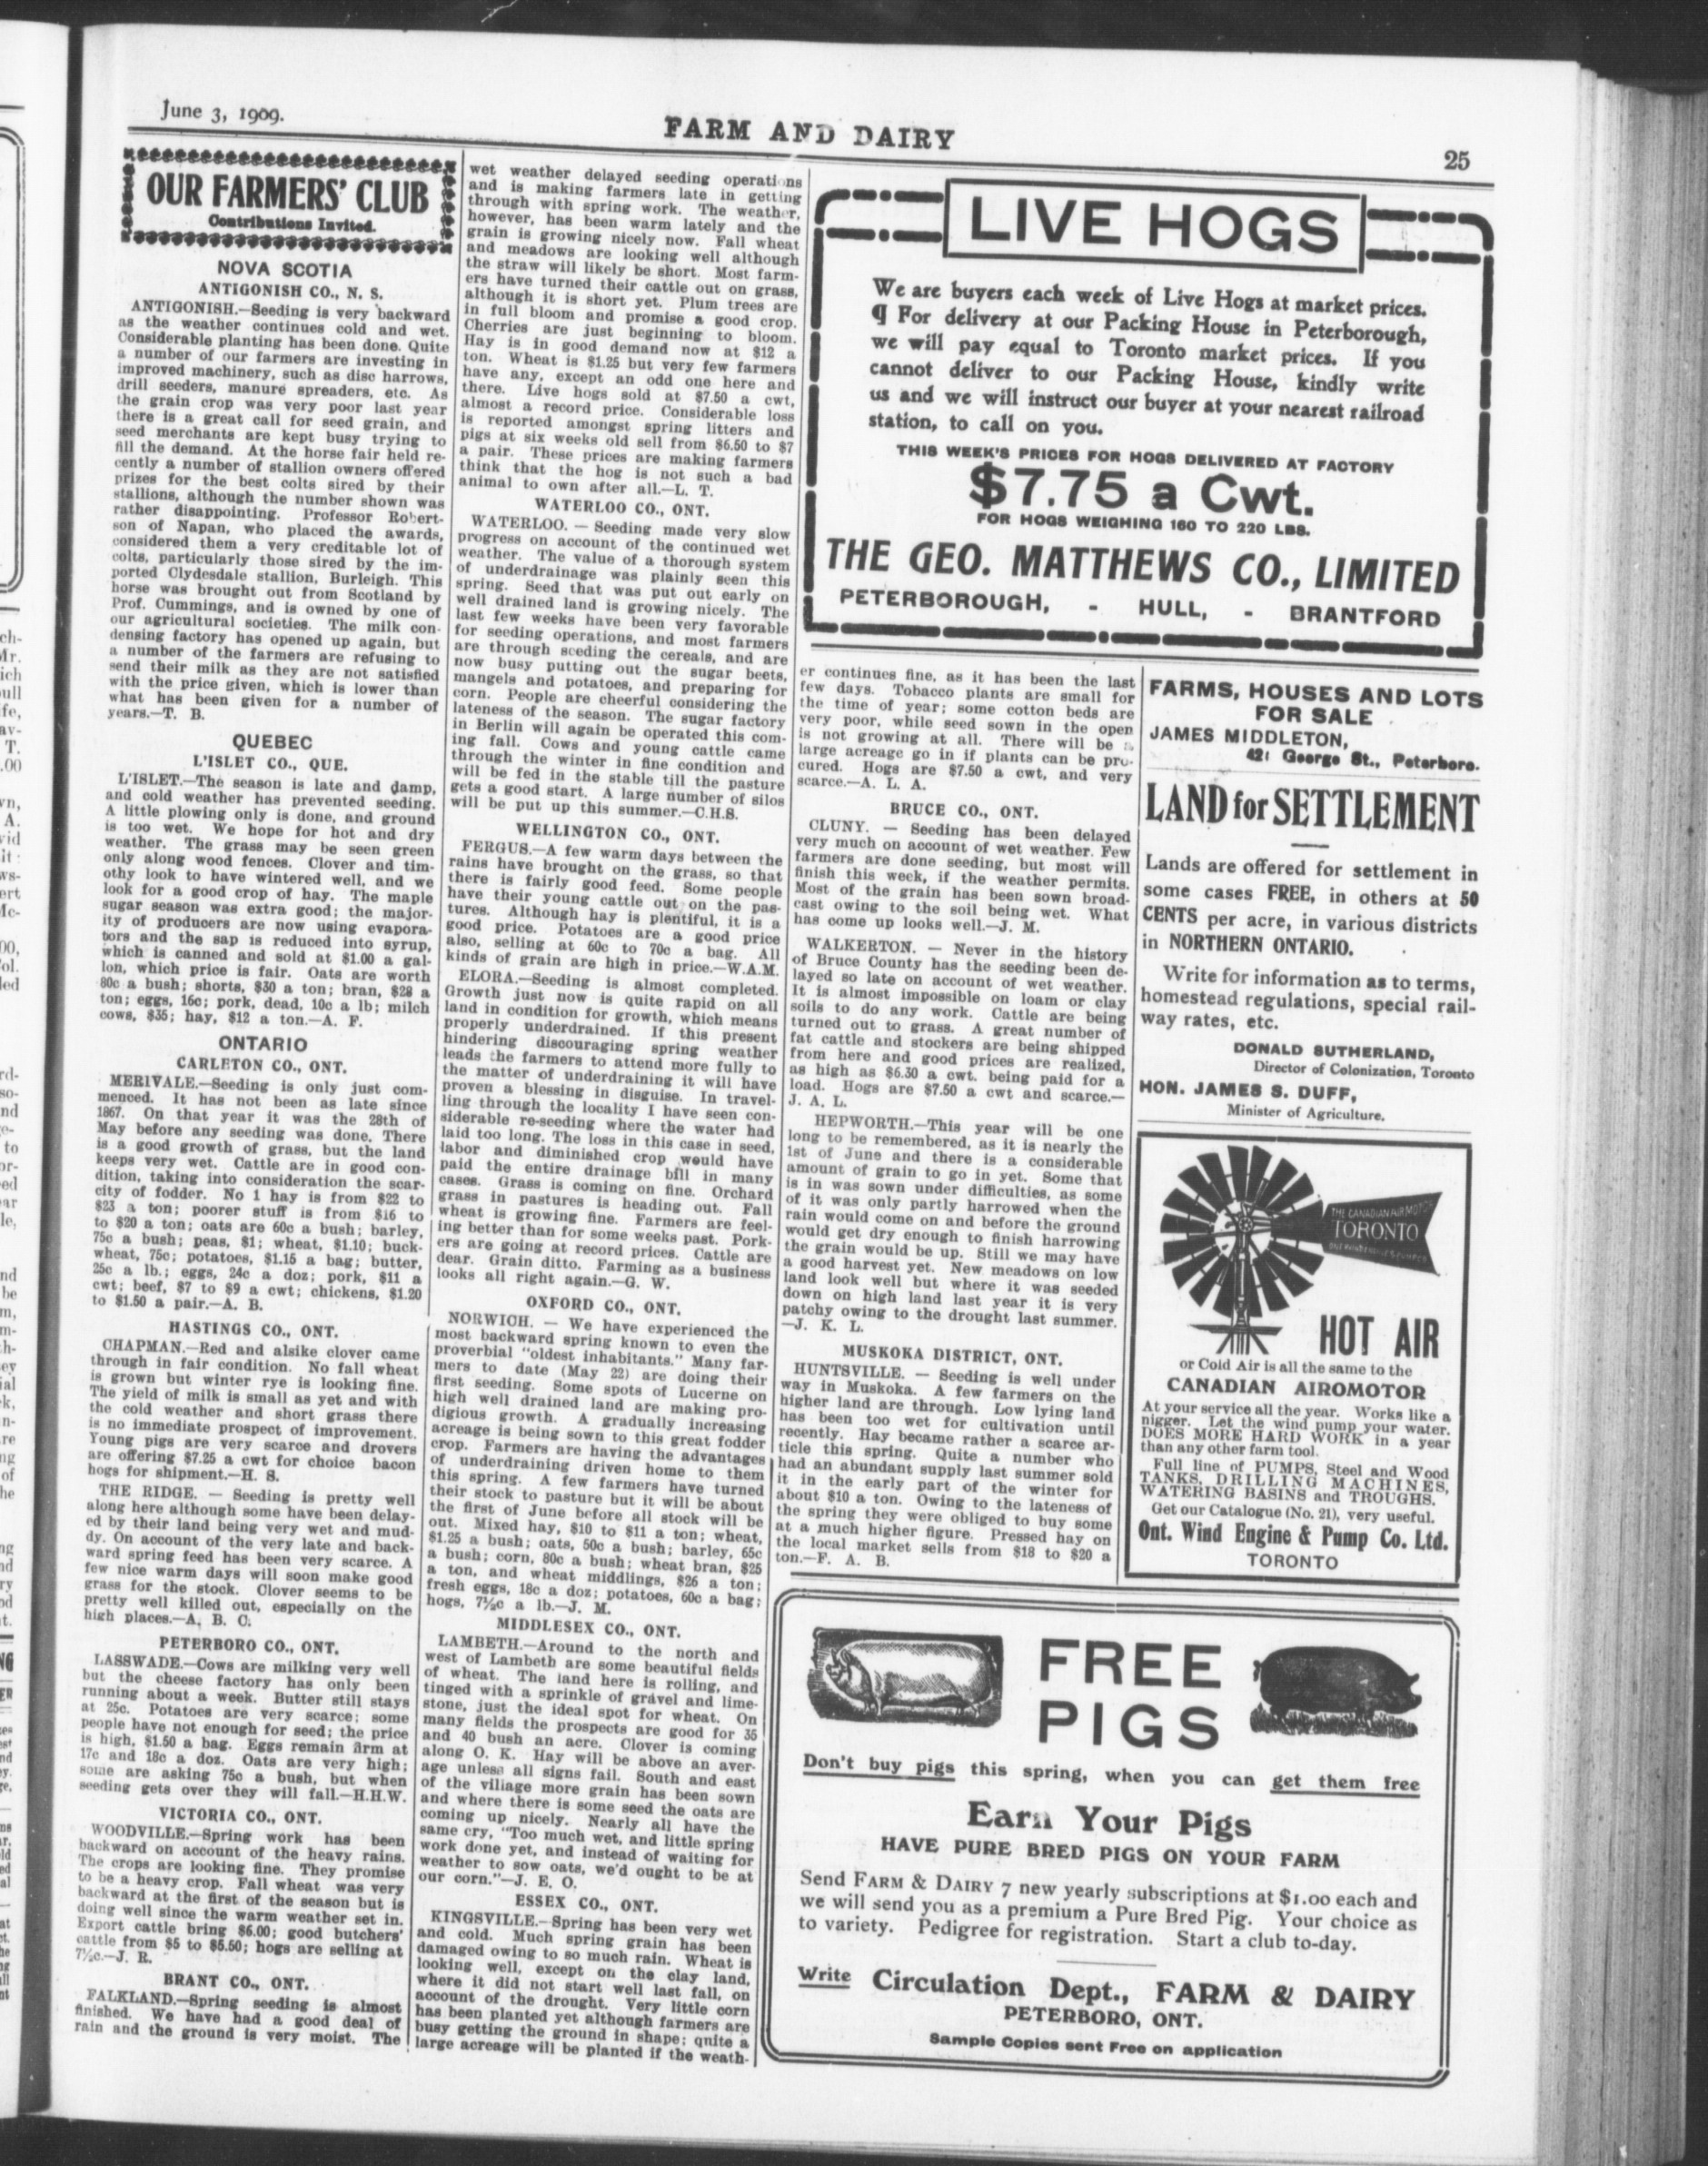 June 3, 1909.
FARM AND DAIRY
25
OUR FARMERS' CLUB
Contributions Invited.
NOVA SCOTIA
ANTIGONISH CO., N. S.
ANTIGONISH.—Seeding is very backward
as the weather continues cold and wet.
Considerable planting has been done. Quite
a number of our farmers are investing in
improved machinery, such as disc harrows,
drill seeders, manure spreaders, etc. As
the grain crop was very poor last year
there is a great call for seed grain, and
seed merchants are kept busy trying to
fill the demand. At the horse fair held re-
cently a number of stallion owners offered
prizes for the best colts sired by their
stallions, although the number shown was
rather disappointing. Professor Robert-
son of Napan, who placed the awards,
considered them a very creditable lot of
colts, particularly those sired by the im-
ported Clydesdale stallion, Burleigh. This
horse was brought out from Scotland by
Prof. Cummings, and is owned by one of
our agricultural societies. The milk con-
densing factory has opened up again, but
a number of the farmers are refusing to
send their milk as they are not satisfied
with the price given, which is lower than
what has been given for a number of
years.—T. B.
QUEBEC
L'ISLET CO., QUE.
L'ISLET.—The season is late and damp,
and cold weather has prevented seeding.
A little plowing only is done, and ground
is too wet. We hope for hot and dry
weather. The grass may be seen green
only along wood fences. Clover and tim-
othy look to have wintered well, and we
look for a good crop of hay. The maple
sugar season was extra good; the major-
ity of producers are now using evapora-
tors and the sap is reduced into syrup,
which is canned and sold at $1.00 a gal-
lon, which price is fair. Oats are worth
80c a bush; shorts, $30 a ton; bran, $28 a
ton; eggs, 16c; pork, dead, 10c a lb; milch
cows, $35; hay, $12 a ton.—A. F.
ONTARIO
CARLETON CO., ONT.
MERIVALE.—Seeding is only just com-
menced. It has not been as late since
1867. On that year it was the 28th of
May before any seeding was done. There
is a good growth of grass, but the land
keeps very wet. Cattle are in good con-
dition, taking into consideration the scar-
city of fodder. No 1 hay is from $22 to
$23 a ton; poorer stuff is from $16 to
to $20 a ton; oats are 60c a bush; barley,
75c a bush; peas, $1; wheat, $1.10; buck-
wheat, 75c; potatoes, $1.15 a bag; butter,
25c a lb.; eggs, 24c a doz; pork, $11 a
cwt; beef, $7 to $9 a cwt; chickens, $1.20
to $1.50 a pair.—A. B.
HASTINGS CO., ONT.
CHAPMAN.—Red and alsike clover came
through in fair condition. No fall wheat
is grown but winter rye is looking fine.
The yield of milk is small as yet and with
the cold weather and short grass there
is no immediate prospect of improvement.
Young pigs are very scarce and drovers
are offering $7.25 a cwt for choice bacon
hogs for shipment.—H. S.
THE RIDGE. — Seeding is pretty well
along here although some have been delay-
ed by their land being very wet and mud-
dy. On account of the very late and back-
ward spring feed has been very scarce. A
few nice warm days will soon make good
grass for the stock. Clover seems to be
pretty well killed out, especially on the
high places.—A. B. C.
PETERBORO CO., ONT.
LASSWADE.—Cows are milking very well
but the cheese factory has only been
running about a week. Butter still stays
at 25c. Potatoes are very scarce; some
people have not enough for seed; the price
is high, $1.50 a bag. Eggs remain firm at
17c and 18c a doz. Oats are very high;
some are asking 75c a bush, but when
seeding gets over they will fall.—H.H.W.
VICTORIA CO., ONT.
WOODVILLE.—Spring work has been
backward on account of the heavy rains.
The crops are looking fine. They promise
to be a heavy crop. Fall wheat was very
backward at the first of the season but is
doing well since the warm weather set in.
Export cattle bring $6.00; good butchers'
cattle from $5 to $5.50; hogs are selling at
7½c.—J. R.
BRANT CO., ONT.
FALKLAND.—Spring seeding is almost
finished. We have had a good deal of
rain and the ground is very moist. The
wet weather delayed seeding operations
and is making farmers late in getting
through with spring work. The weather,
however, has been warm lately and the
grain is growing nicely now. Fall wheat
and meadows are looking well although
the straw will likely be short. Most farm-
ers have turned their cattle out on grass,
although it is short yet. Plum trees are
in full bloom and promise a good crop.
Cherries are just beginning to bloom.
Hay is in good demand now at $12 a
ton. Wheat is $1.25 but very few farmers
have any, except an odd one here and
there. Live hogs sold at $7.50 a cwt,
almost a record price. Considerable loss
is reported amongst spring litters and
pigs at six weeks old sell from $6.50 to $7
a pair. These prices are making farmers
think that the hog is not such a bad
animal to own after all.—L. T.
WATERLOO CO., ONT.
WATERLOO. — Seeding made very slow
progress on account of the continued wet
weather. The value of a thorough system
of underdrainage was plainly seen this
spring. Seed that was put out early on
well drained land is growing nicely. The
last few weeks have been very favorable
for seeding operations, and most farmers
are through seeding the cereals, and are
now busy putting out the sugar beets,
mangels and potatoes, and preparing for
corn. People are cheerful considering the
lateness of the season. The sugar factory
in Berlin will again be operated this com-
ing fall. Cows and young cattle came
through the winter in fine condition and
will be fed in the stable till the pasture
gets a good start. A large number of silos
will be put up this summer.—C.H.S.
WELLINGTON CO., ONT.
FERGUS.—A few warm days between the
rains have brought on the grass, so that
there is fairly good feed. Some people
have their young cattle out on the pas-
tures. Although hay is plentiful, it is a
good price. Potatoes are a good price
also, selling at 60c to 70c a bag. All
kinds of grain are high in price.—W.A.M.
ELORA.—Seeding is almost completed.
Growth just now is quite rapid on all
land in condition for growth, which means
properly underdrained. If this present
hindering discouraging spring weather
leads the farmers to attend more fully to
the matter of underdraining it will have
proven a blessing in disguise. In travel-
ling through the locality I have seen con-
siderable re-seeding where the water had
laid too long. The loss in this case in seed,
labor and diminished crop would have
paid the entire drainage bill in many
cases. Grass is coming on fine. Orchard
grass in pastures is heading out. Fall
wheat is growing fine. Farmers are feel-
ing better than for some weeks past. Pork-
ers are going at record prices. Cattle are
dear. Grain ditto. Farming as a business
looks all right again.—G. W.
OXFORD CO., ONT.
NORWICH. — We have experienced the
most backward spring known to even the
proverbial "oldest inhabitants." Many far-
mers to date (May 22) are doing their
first seeding. Some spots of Lucerne on
high well drained land are making pro-
digious growth. A gradually increasing
acreage is being sown to this great fodder
crop. Farmers are having the advantages
of underdraining driven home to them
this spring. A few farmers have turned
their stock to pasture but it will be about
the first of June before all stock will be
out. Mixed hay, $10 to $11 a ton; wheat,
$1.25 a bush; oats, 50c a bush; barley, 65c
a bush; corn, 80c a bush; wheat bran, $25
a ton, and wheat middlings, $26 a ton;
fresh eggs, 18c a doz; potatoes, 60c a bag;
hogs, 7½c a lb.—J. M.
MIDDLESEX CO., ONT.
LAMBETH.—Around to the north and
west of Lambeth are some beautiful fields
of wheat. The land here is rolling, and
tinged with a sprinkle of gravel and lime-
stone, just the ideal spot for wheat. On
many fields the prospects are good for 35
and 40 bush an acre. Clover is coming
along O. K. Hay will be above an aver-
age unless all signs fail. South and east
of the village more grain has been sown
and where there is some seed the oats are
coming up nicely. Nearly all have the
same cry, "Too much wet, and little spring
work done yet, and instead of waiting for
weather to sow oats, we'd ought to be at
our corn."—J. E. O.
ESSEX CO., ONT.
KINGSVILLE.—Spring has been very wet
and cold. Much spring grain has been
damaged owing to so much rain. Wheat is
looking well, except on the clay land,
where it did not start well last fall, on
account of the drought. Very little corn
has been planted yet although farmers are
busy getting the ground in shape; quite a
large acreage will be planted if the weath-
er continues fine, as it has been the last
few days. Tobacco plants are small for
the time of year; some cotton beds are
very poor, while seed sown in the open
is not growing at all. There will be a
large acreage go in if plants can be pro-
cured. Hogs are $7.50 a cwt, and very
scarce.—A. L. A.
BRUCE CO., ONT.
CLUNY. — Seeding has been delayed
very much on account of wet weather. Few
farmers are done seeding, but most will
finish this week, if the weather permits.
Most of the grain has been sown broad-
cast owing to the soil being wet. What
has come up looks well.—J. M.
WALKERTON. — Never in the history
of Bruce County has the seeding been de-
layed so late on account of wet weather.
It is almost impossible on loam or clay
soils to do any work. Cattle are being
turned out to grass. A great number of
fat cattle and stockers are being shipped
from here and good prices are realized,
as high as $6.30 a cwt. being paid for a
load. Hogs are $7.50 a cwt and scarce.—
J. A. L.
HEPWORTH.—This year will be one
long to be remembered, as it is nearly the
1st of June and there is a considerable
amount of grain to go in yet. Some that
is in was sown under difficulties, as some
of it was only partly harrowed when the
rain would come on and before the ground
would get dry enough to finish harrowing
the grain would be up. Still we may have
a good harvest yet. New meadows on low
land look well but where it was seeded
down on high land last year it is very
patchy owing to the drought last summer.
—J. K. L.
MUSKOKA DISTRICT, ONT.
HUNTSVILLE. — Seeding is well under
way in Muskoka. A few farmers on the
higher land are through. Low lying land
has been too wet for cultivation until
recently. Hay became rather a scarce ar-
ticle this spring. Quite a number who
had an abundant supply last summer sold
it in the early part of the winter for
about $10 a ton. Owing to the lateness of
the spring they were obliged to buy some
at a much higher figure. Pressed hay on
the local market sells from $18 to $20 a
ton.—F. A. B.
LIVE HOGS
We are buyers each week of Live Hogs at market prices.
¶ For delivery at our Packing House in Peterborough,
we will pay equal to Toronto market prices. If you
cannot deliver to our Packing House, kindly write
us and we will instruct our buyer at your nearest railroad
station, to call on you.
THIS WEEK'S PRICES FOR HOGS DELIVERED AT FACTORY
$7.75 a Cwt.
FOR HOGS WEIGHING 160 TO 220 LBS.
THE GEO. MATTHEWS CO., LIMITED
PETERBOROUGH, - HULL, - BRANTFORD
FARMS, HOUSES AND LOTS
FOR SALE
JAMES MIDDLETON,
421 George St., Peterboro.
LAND for SETTLEMENT
Lands are offered for settlement in
some cases FREE, in others at 50
CENTS per acre, in various districts
in NORTHERN ONTARIO.
Write for information as to terms,
homestead regulations, special rail-
way rates, etc.
DONALD SUTHERLAND,
Director of Colonization, Toronto
HON. JAMES S. DUFF,
Minister of Agriculture.
THE CANADIAN AIRMOTOR
TORONTO
HOT AIR
or Cold Air is all the same to the
CANADIAN AIROMOTOR
At your service all the year. Works like a
nigger. Let the wind pump your water.
DOES MORE HARD WORK in a year
than any other farm tool.
Full line of PUMPS, Steel and Wood
TANKS, DRILLING MACHINES,
WATERING BASINS and TROUGHS.
Get our Catalogue (No. 21), very useful.
Ont. Wind Engine & Pump Co. Ltd.
TORONTO
FREE
PIGS
Don't buy pigs this spring, when you can get them free
Earn Your Pigs
HAVE PURE BRED PIGS ON YOUR FARM
Send FARM & DAIRY 7 new yearly subscriptions at $1.00 each and
we will send you as a premium a Pure Bred Pig. Your choice as
to variety. Pedigree for registration. Start a club to-day.
Write Circulation Dept., FARM & DAIRY
PETERBORO, ONT.
Sample Copies sent Free on application